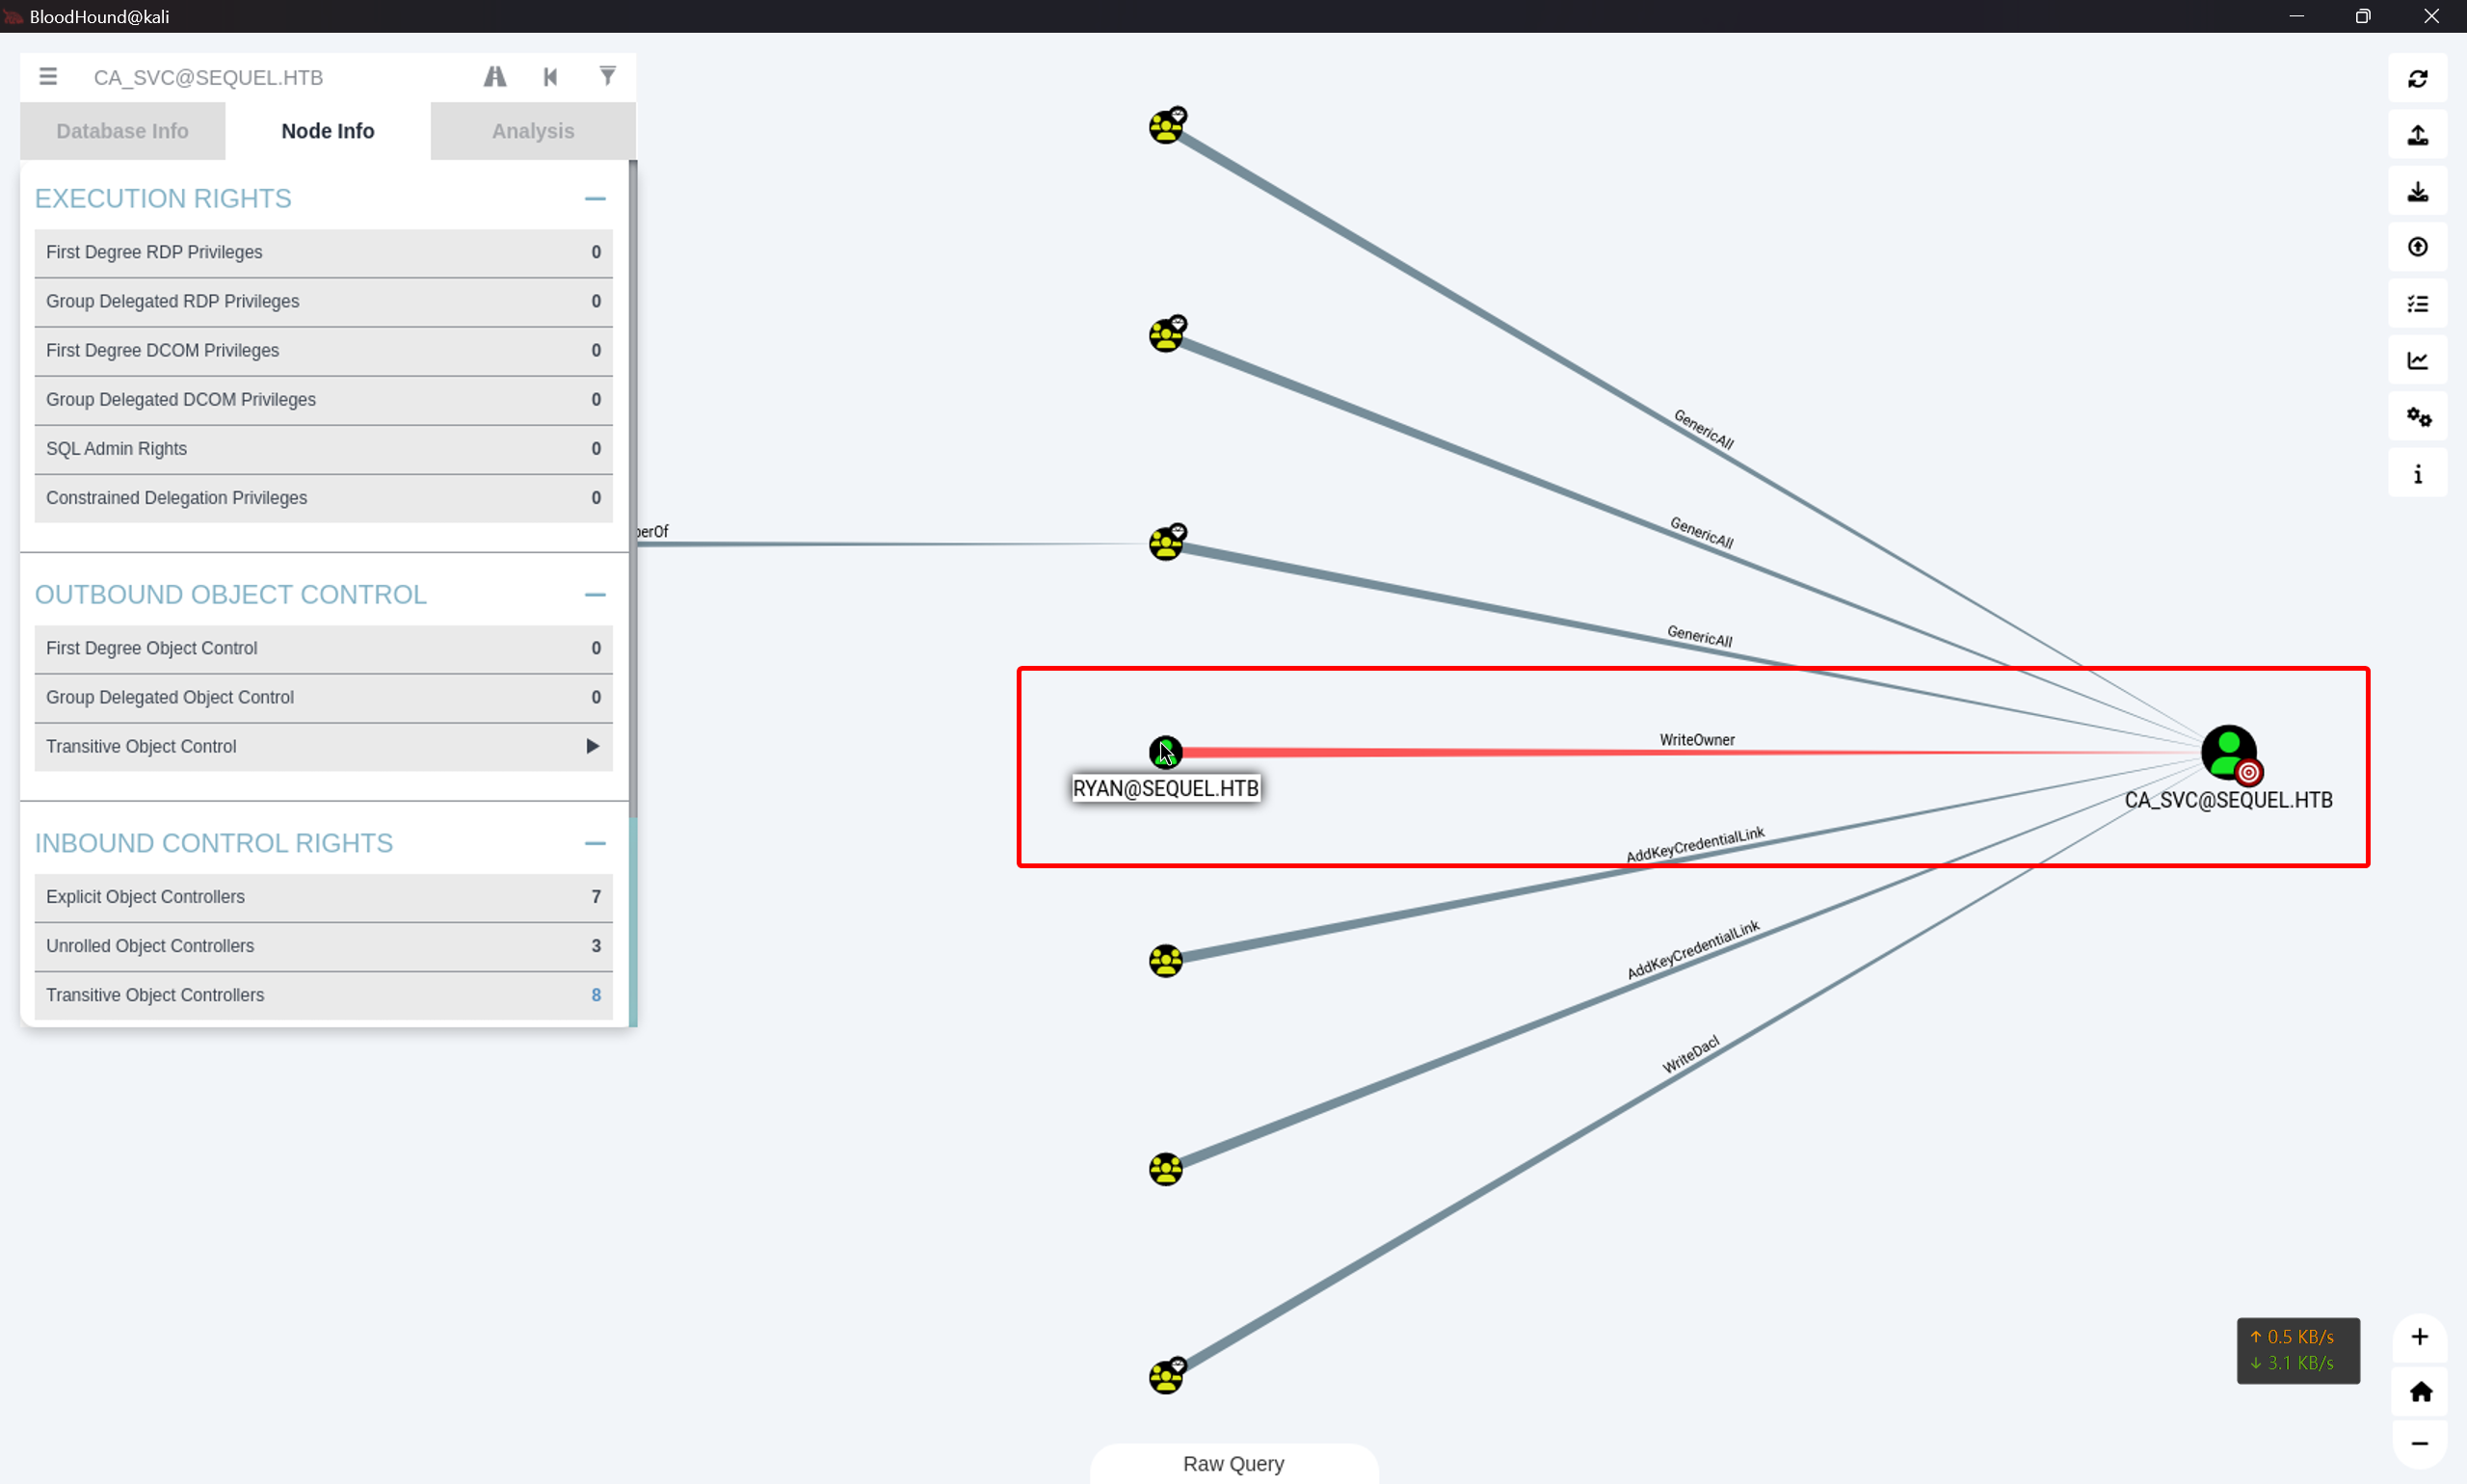 BloodHound@kali
CA_SVC@SEQUEL.HTB
Database Info
Node Info
Analysis
EXECUTION RIGHTS
First Degree RDP Privileges 0
Group Delegated RDP Privileges 0
First Degree DCOM Privileges 0
Group Delegated DCOM Privileges 0
SQL Admin Rights 0
Constrained Delegation Privileges 0
OUTBOUND OBJECT CONTROL
First Degree Object Control 0
Group Delegated Object Control 0
Transitive Object Control
INBOUND CONTROL RIGHTS
Explicit Object Controllers 7
Unrolled Object Controllers 3
Transitive Object Controllers 8
berOf
GenericAll
GenericAll
GenericAll
WriteOwner
RYAN@SEQUEL.HTB
CA_SVC@SEQUEL.HTB
AddKeyCredentialLink
AddKeyCredentialLink
WriteDacl
↑ 0.5 KB/s
↓ 3.1 KB/s
Raw Query